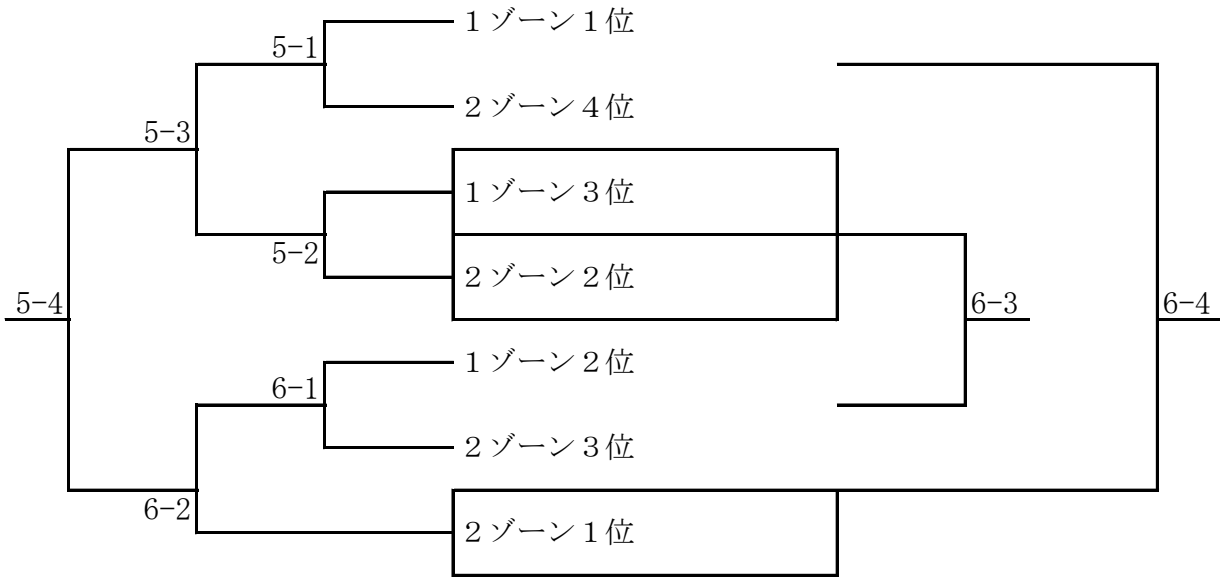 １ゾーン１位
5-1
２ゾーン４位
5-3
１ゾーン３位
5-2
２ゾーン２位
5-4
6-3
6-4
１ゾーン２位
6-1
２ゾーン３位
6-2
２ゾーン１位